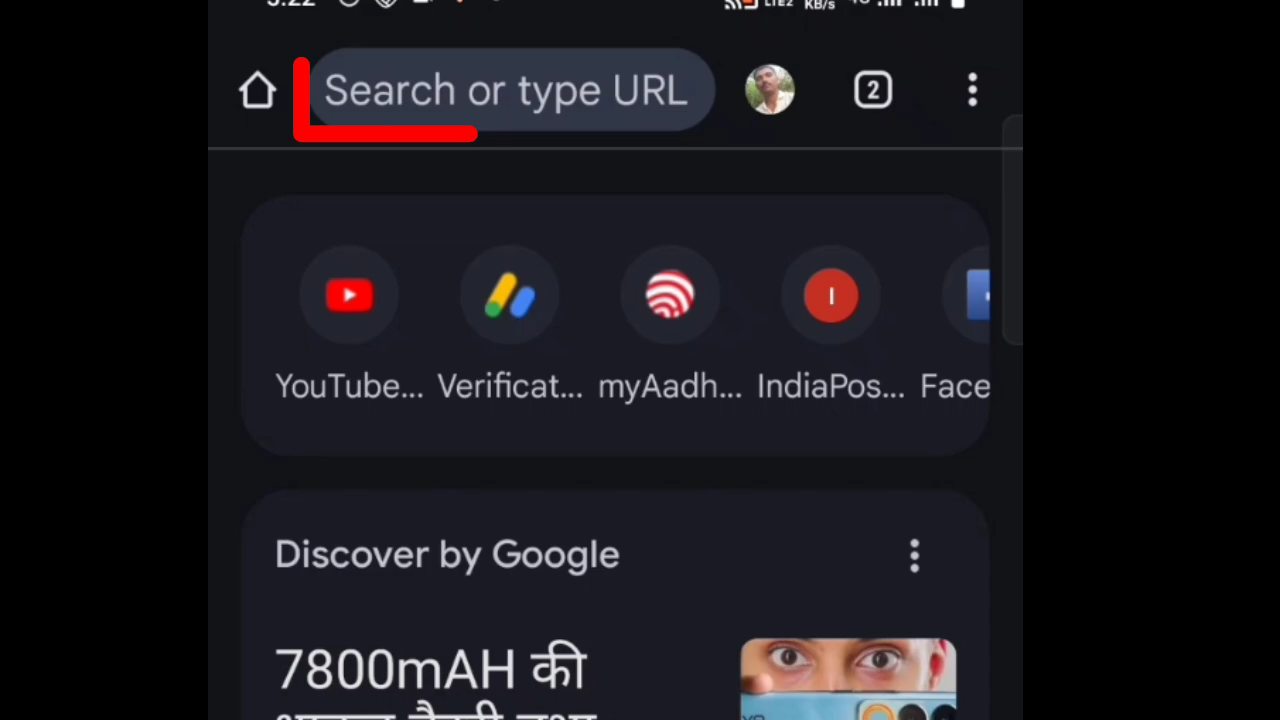 Search or type URL
2
YouTube... Verificat... myAadh... IndiaPos... Face
Discover by Google
7800mAH की